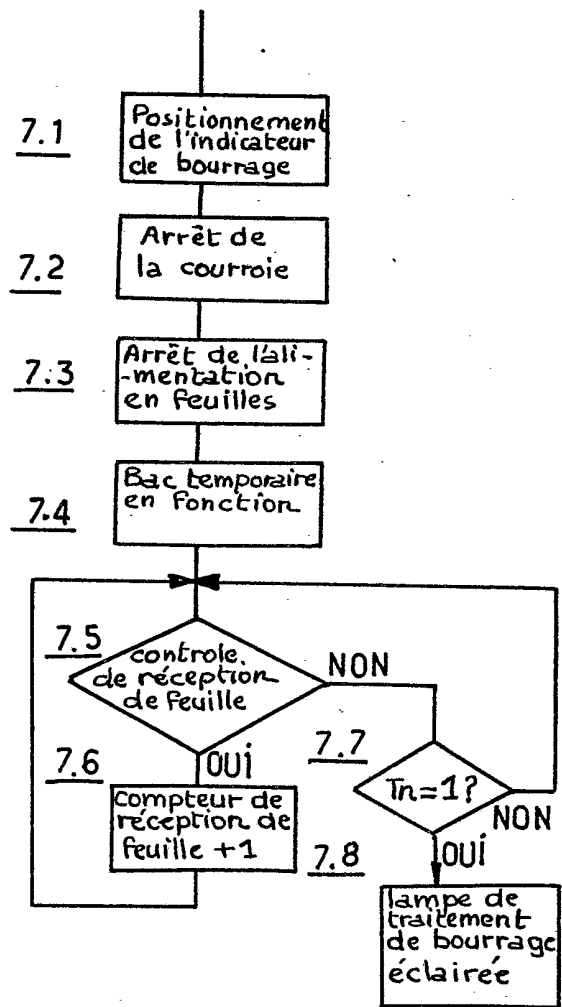 7.1
Positionnement
de l'indicateur
de bourrage
7.2
Arrêt de
la courroie
7.3
Arrêt de l'ali-
-mentation
en feuilles
7.4
Bac temporaire
en fonction
7.5
controle.
de réception
de feuille
NON
OUÍ
7.6
compteur de
réception de
feuille +1
7.7
Tn=1?
NON
OUÍ
7.8
lampe de
traitement
de bourrage
éclairée